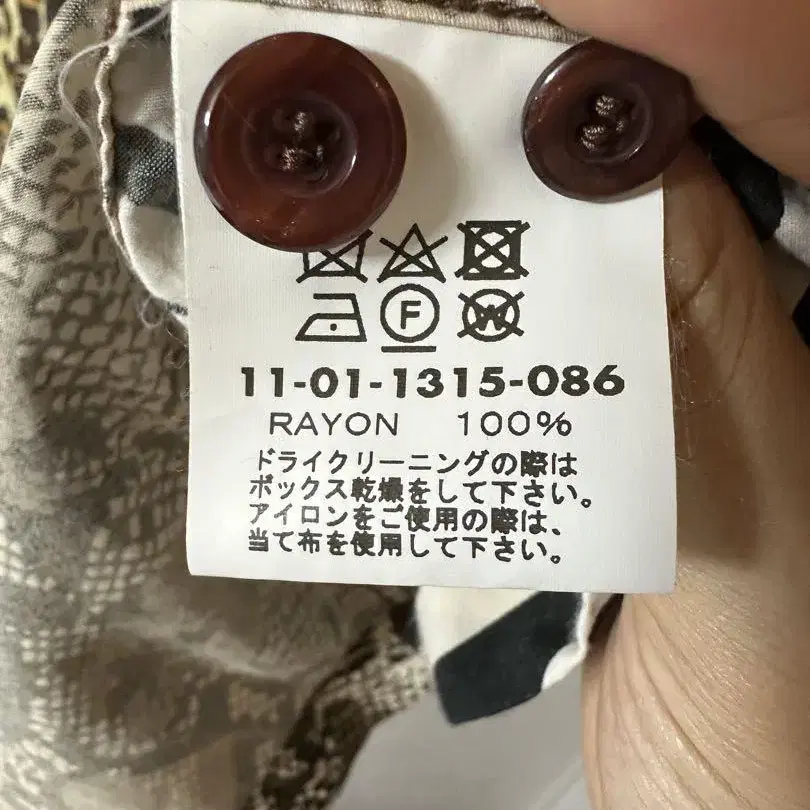 F W
11-01-1315-086
RAYON 100%
ドライクリーニングの際は
ボックス乾燥をして下さい。
アイロンをご使用の際は、
当て布を使用して下さい。